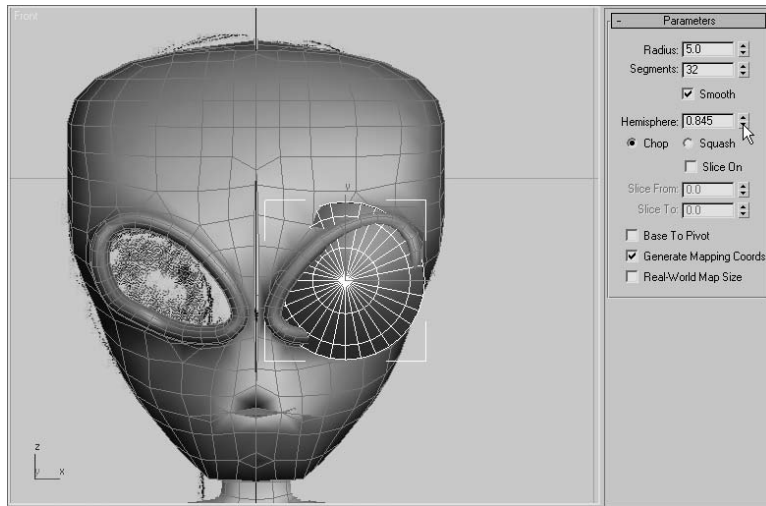 Front
y
z
y x
- Parameters
Radius: 5.0
Segments: 32
Smooth
Hemisphere: 0.845
Chop Squash
Slice On
Slice From: 0.0
Slice To: 0.0
Base To Pivot
Generate Mapping Coords
Real-World Map Size